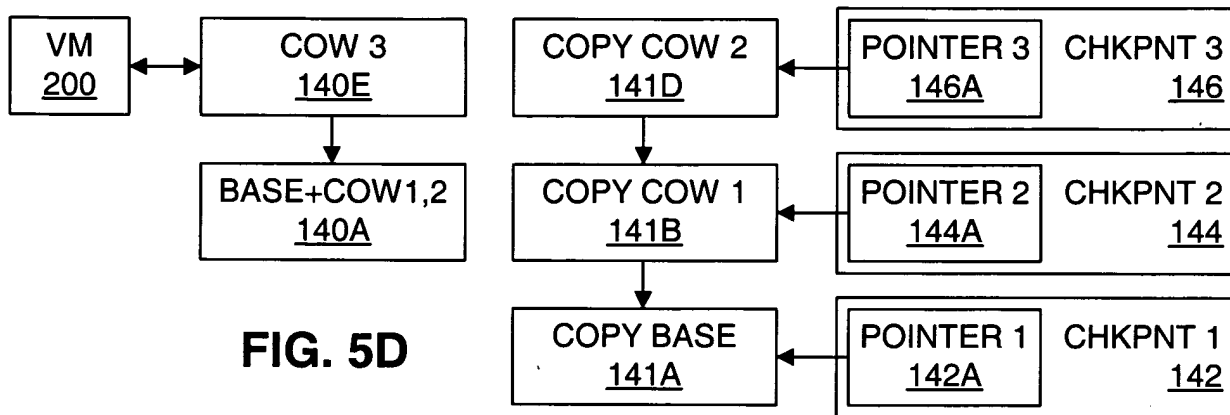 VM
200
COW 3
140E
COPY COW 2
141D
POINTER 3
146A
CHKPNT 3
146
BASE+COW1,2
140A
COPY COW 1
141B
POINTER 2
144A
CHKPNT 2
144
FIG. 5D
COPY BASE
141A
POINTER 1
142A
CHKPNT 1
142